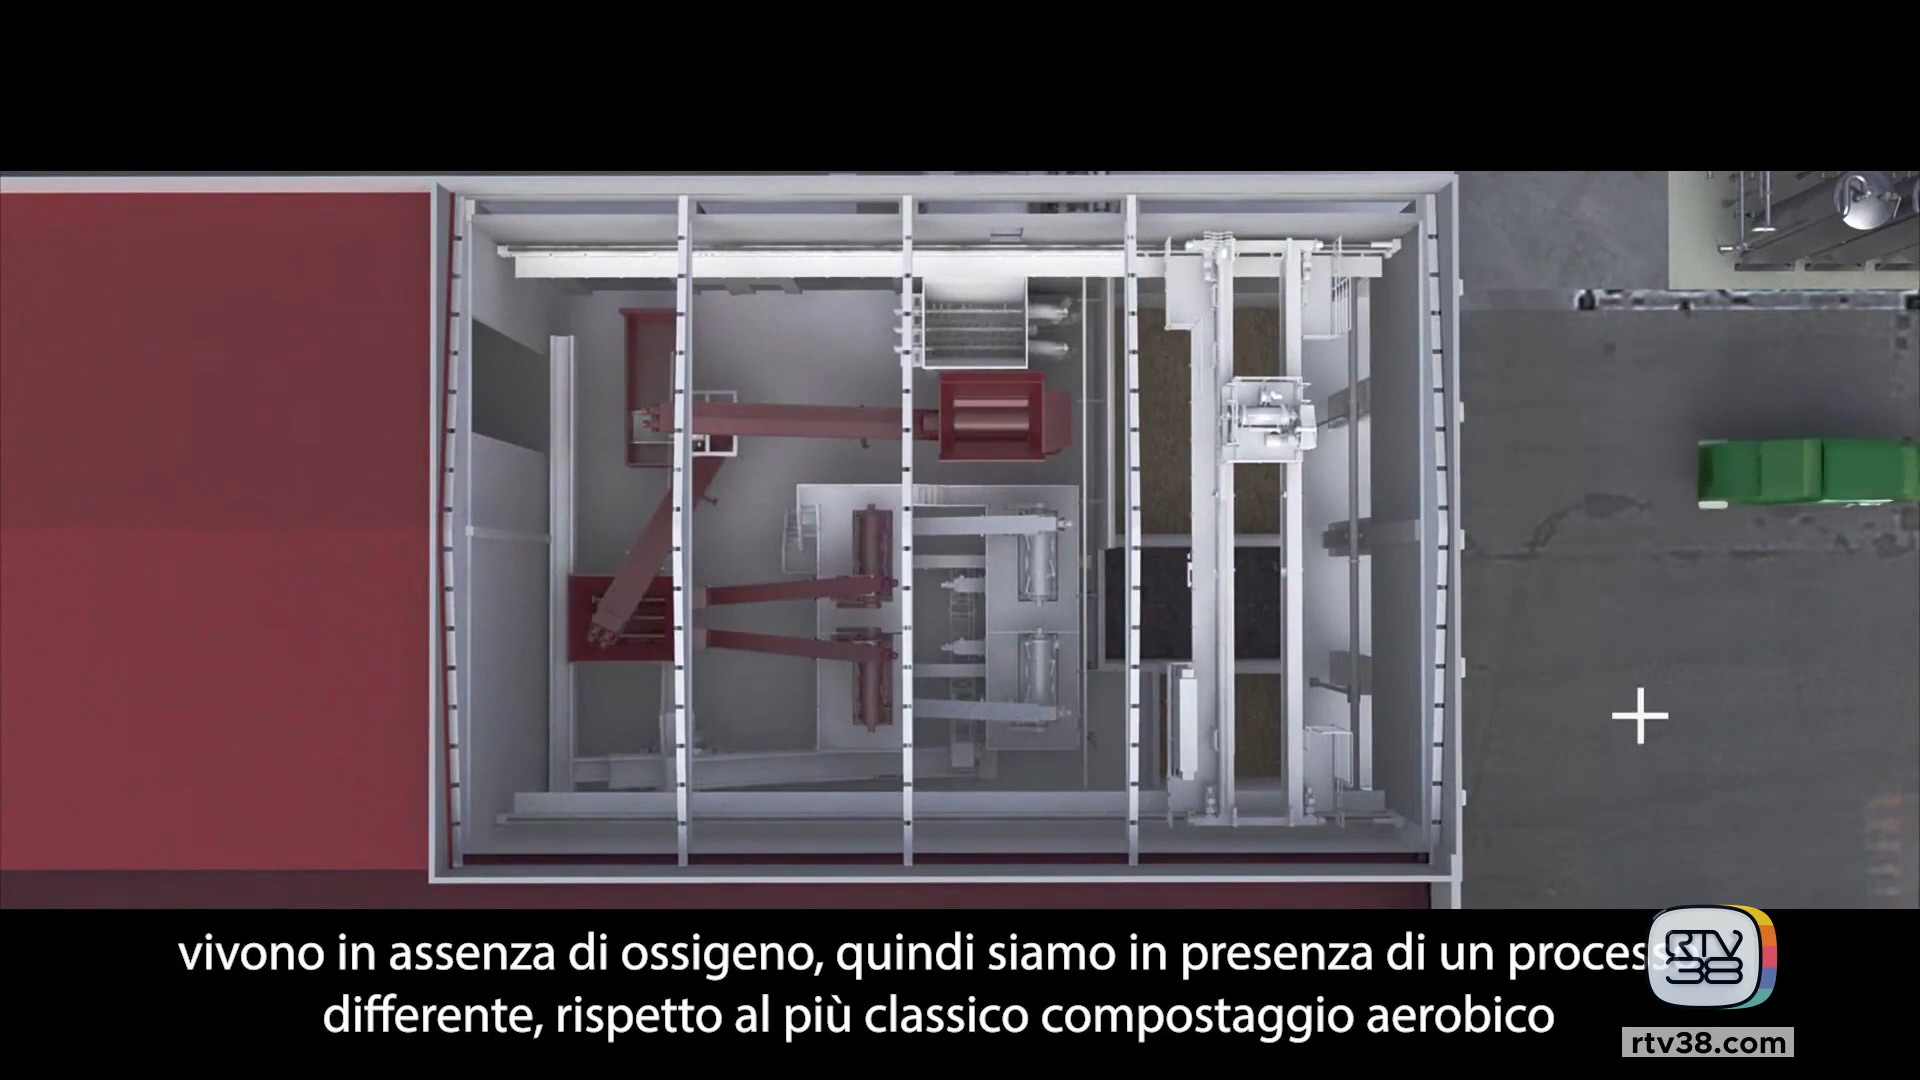 vivono in assenza di ossigeno, quindi siamo in presenza di un processo
differente, rispetto al più classico compostaggio aerobico
RTV
38
rtv38.com